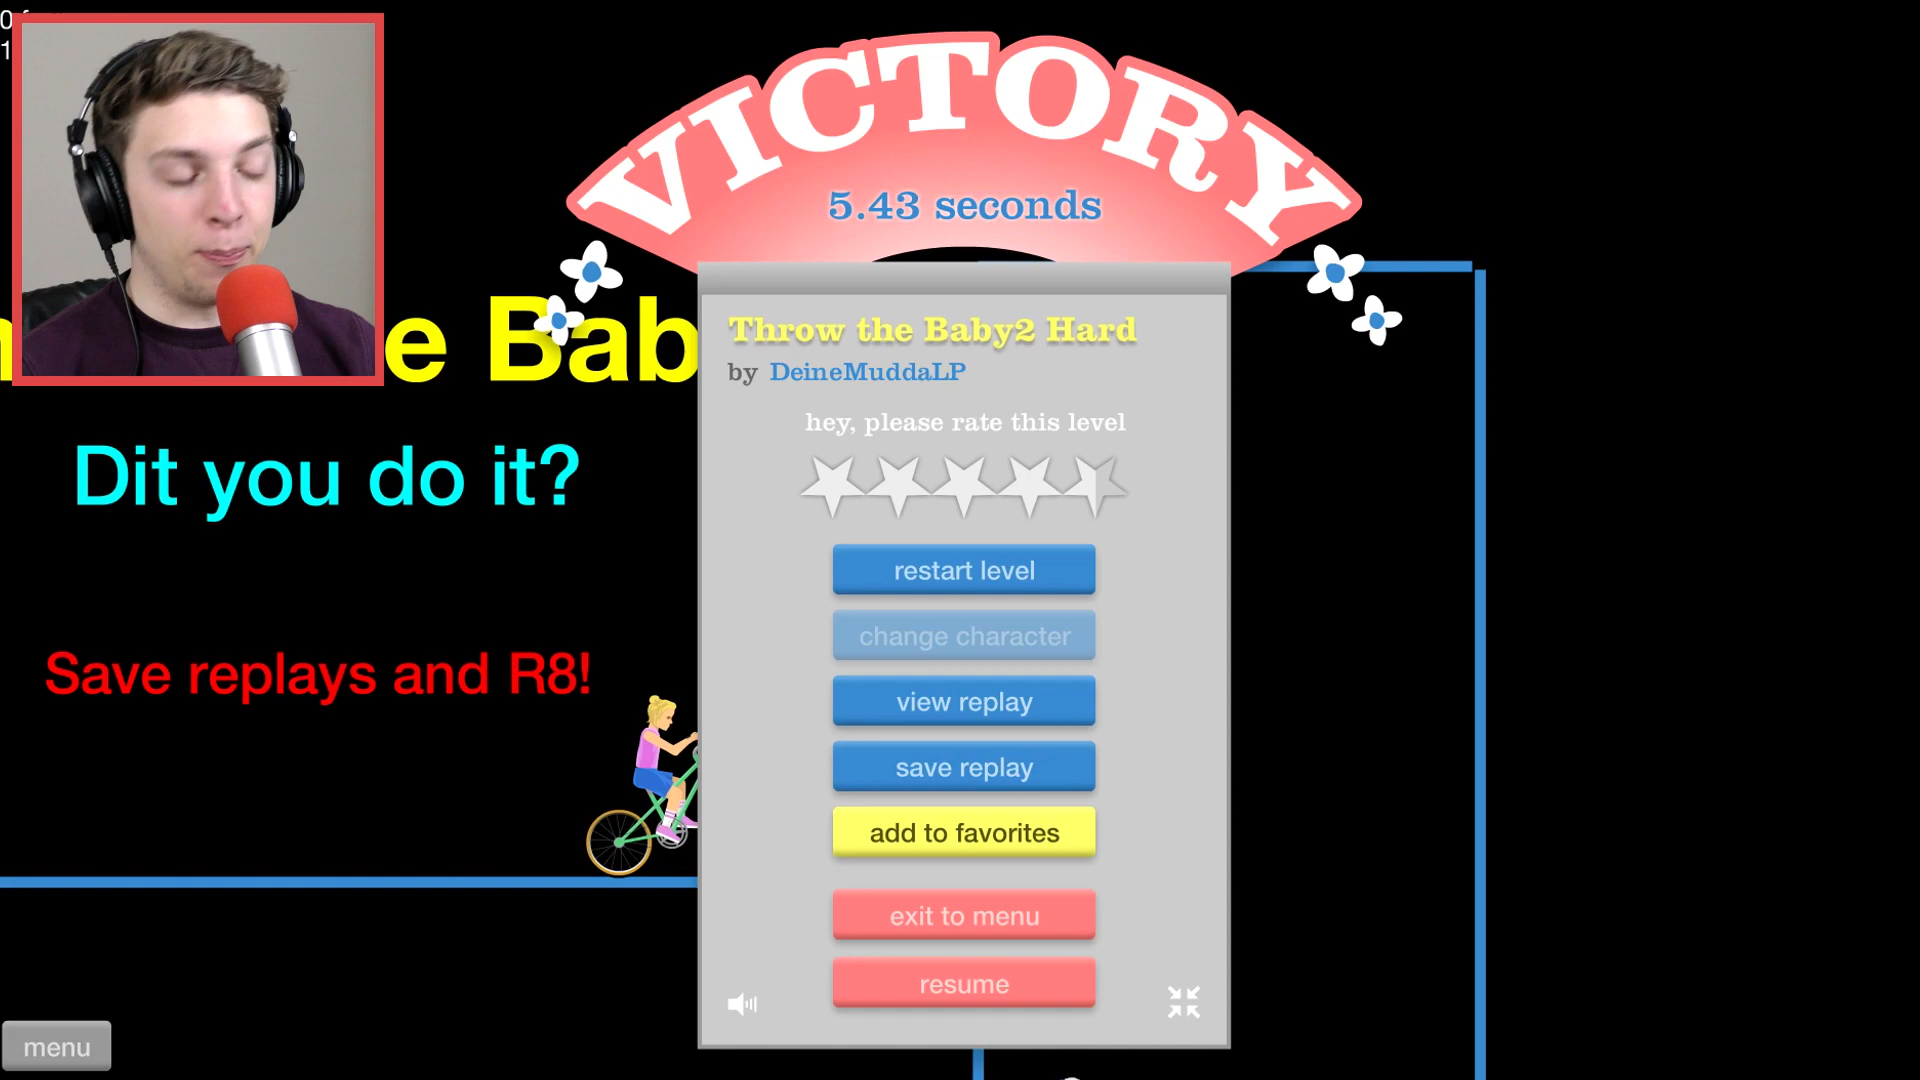 VICTORY
5.43 seconds
e Bab
Dit you do it?
Save replays and R8!
Throw the Baby2 Hard
by DeineMuddaLP
hey, please rate this level
restart level
change character
view replay
save replay
add to favorites
exit to menu
resume
menu